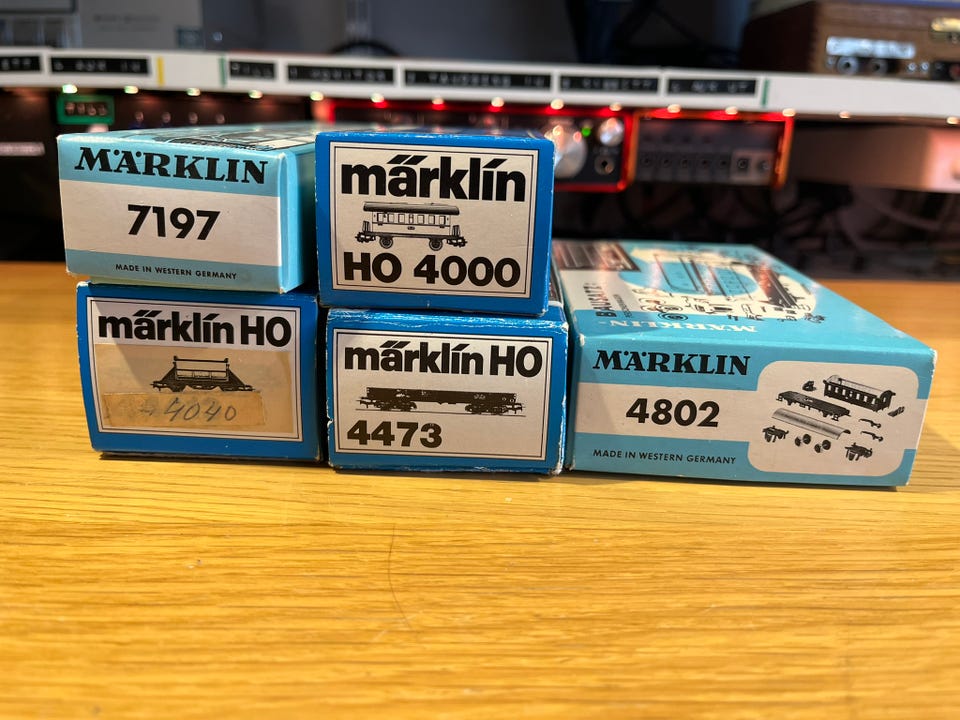 MÄRKLIN
7197
MADE IN WESTERN GERMANY
märklin
HO 4000
märklin HO
4040
märklin HO
4473
MÄRKLIN
MÄRKLIN
4802
MADE IN WESTERN GERMANY